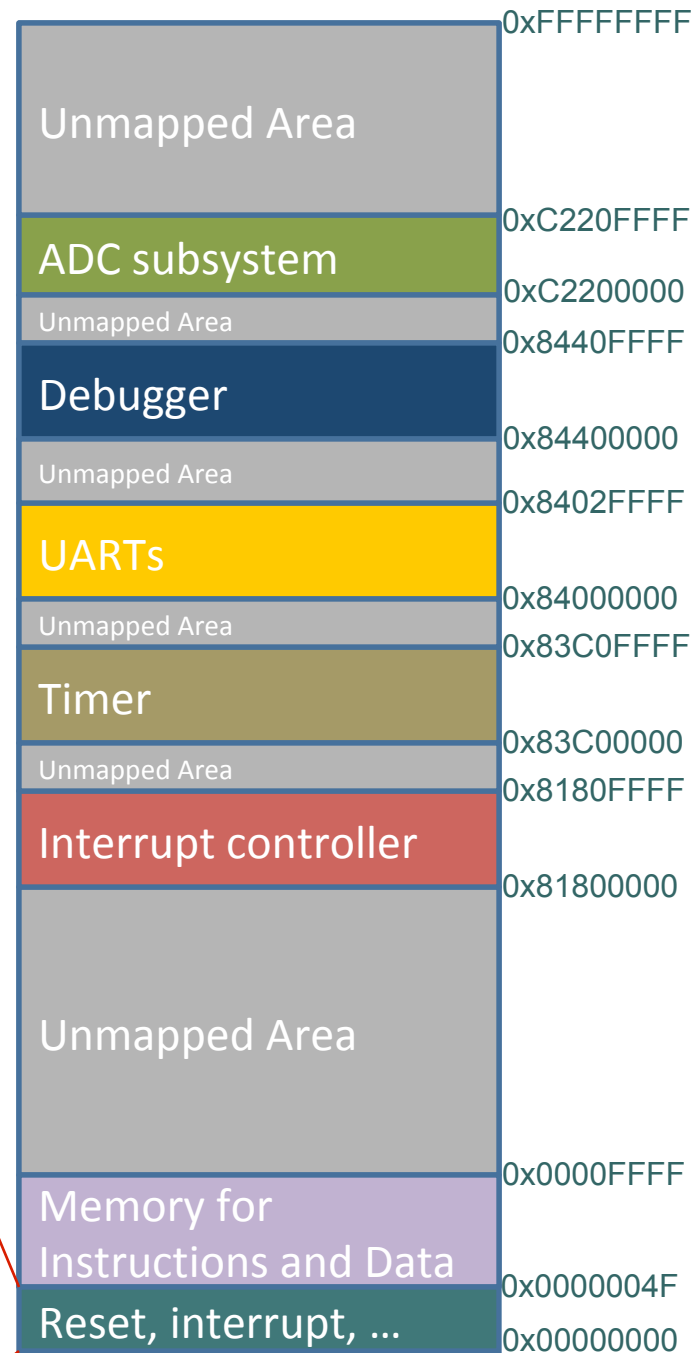 0xFFFFFFFF
Unmapped Area
0xC220FFFF
ADC subsystem
0xC2200000
Unmapped Area
0x8440FFFF
Debugger
0x84400000
Unmapped Area
0x8402FFFF
UARTs
0x84000000
Unmapped Area
0x83C0FFFF
Timer
0x83C00000
Unmapped Area
0x8180FFFF
Interrupt controller
0x81800000
Unmapped Area
0x0000FFFF
Memory for
Instructions and Data
0x0000004F
Reset, interrupt, ...
0x00000000